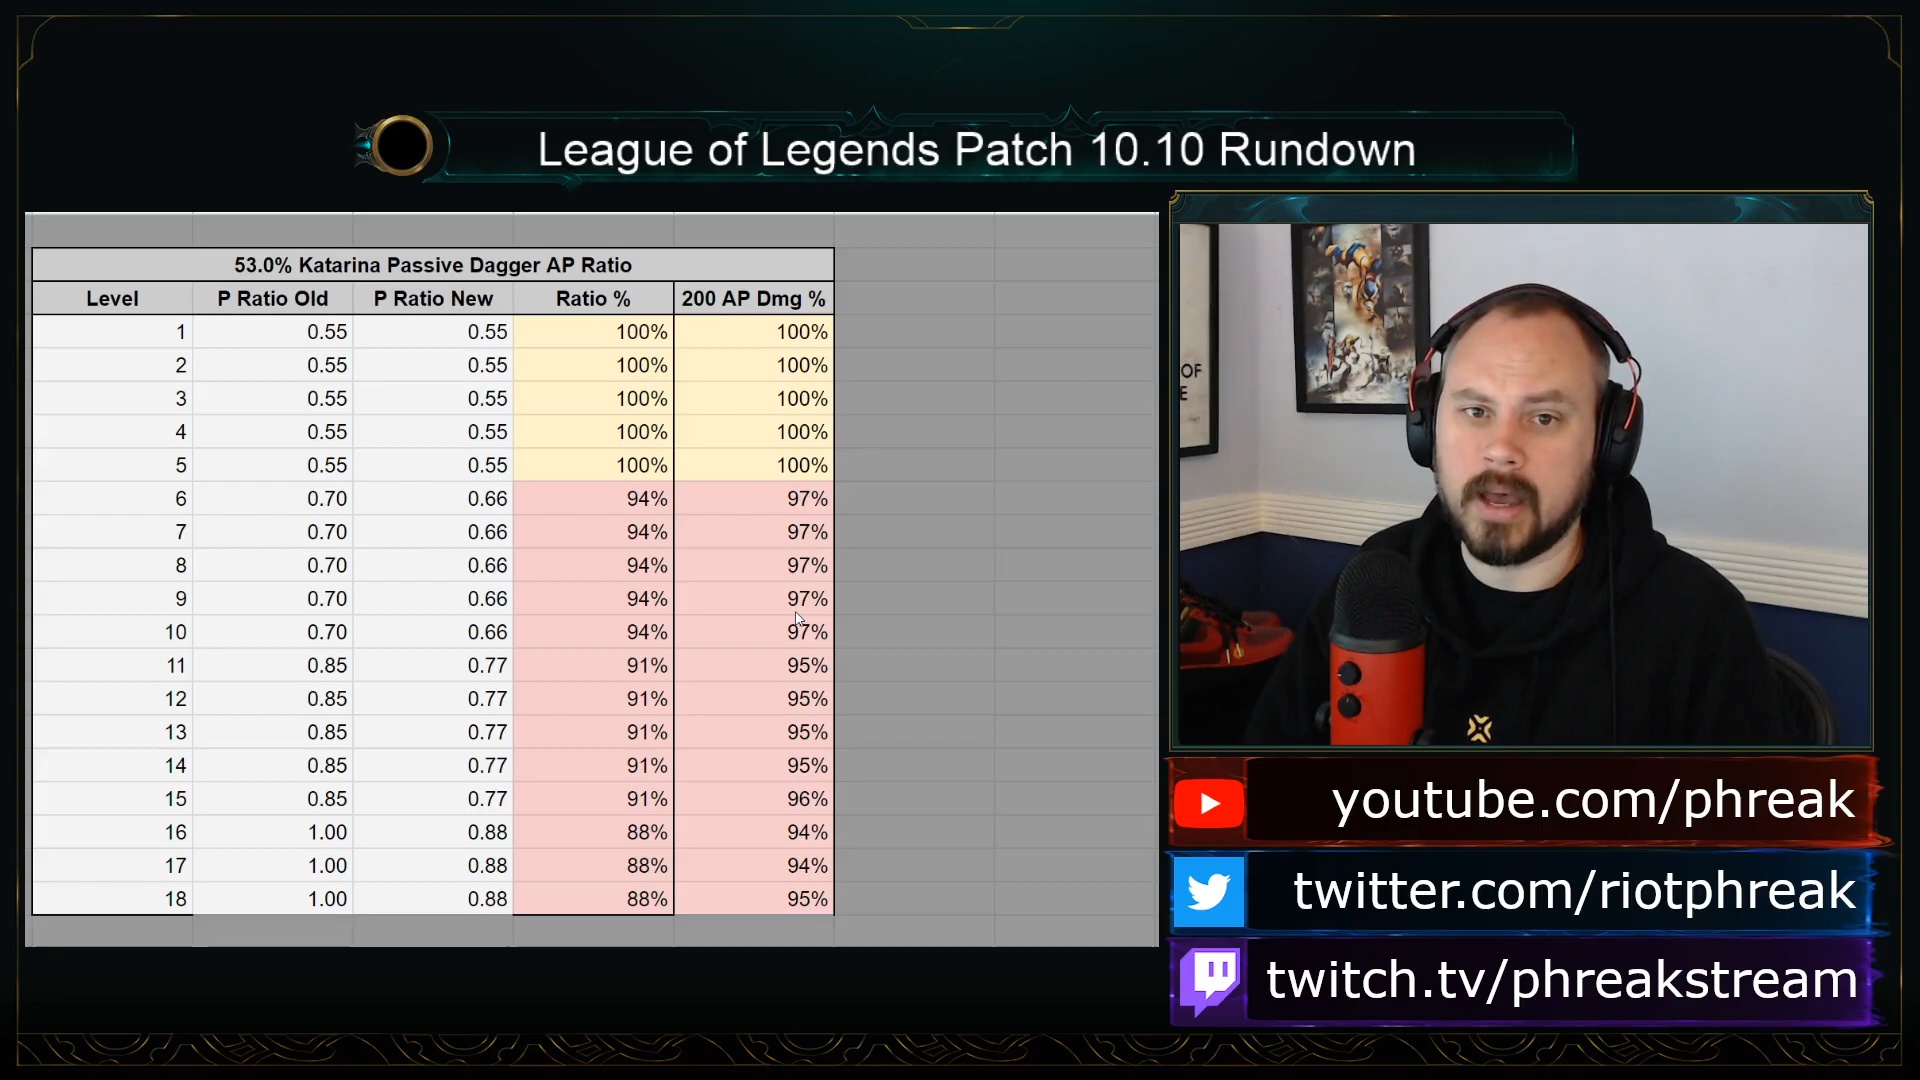 League of Legends Patch 10.10 Rundown
53.0% Katarina Passive Dagger AP Ratio
Level P Ratio Old P Ratio New Ratio % 200 AP Dmg %
1 0.55 0.55 100% 100%
2 0.55 0.55 100% 100%
3 0.55 0.55 100% 100%
4 0.55 0.55 100% 100%
5 0.55 0.55 100% 100%
6 0.70 0.66 94% 97%
7 0.70 0.66 94% 97%
8 0.70 0.66 94% 97%
9 0.70 0.66 94% 97%
10 0.70 0.66 94% 97%
11 0.85 0.77 91% 95%
12 0.85 0.77 91% 95%
13 0.85 0.77 91% 95%
14 0.85 0.77 91% 95%
15 0.85 0.77 91% 96%
16 1.00 0.88 88% 94%
17 1.00 0.88 88% 94%
18 1.00 0.88 88% 95%
OF
E
youtube.com/phreak
twitter.com/riotphreak
twitch.tv/phreakstream